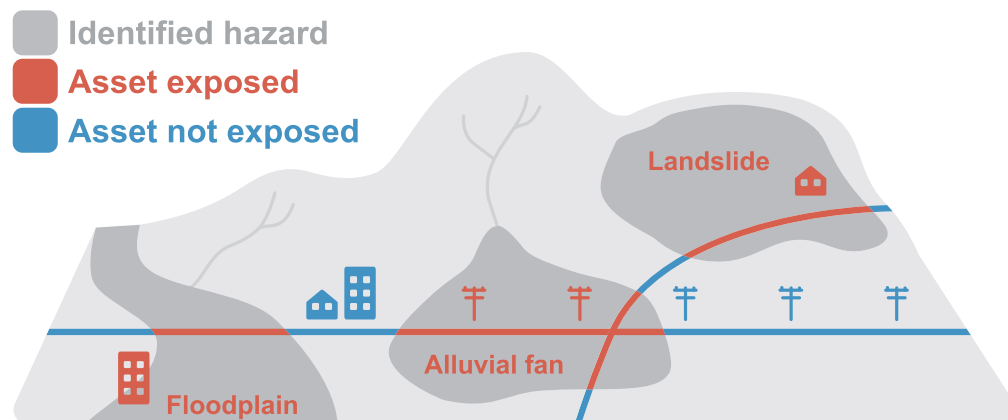 Identified hazard
Asset exposed
Asset not exposed
Landslide
Alluvial fan
Floodplain